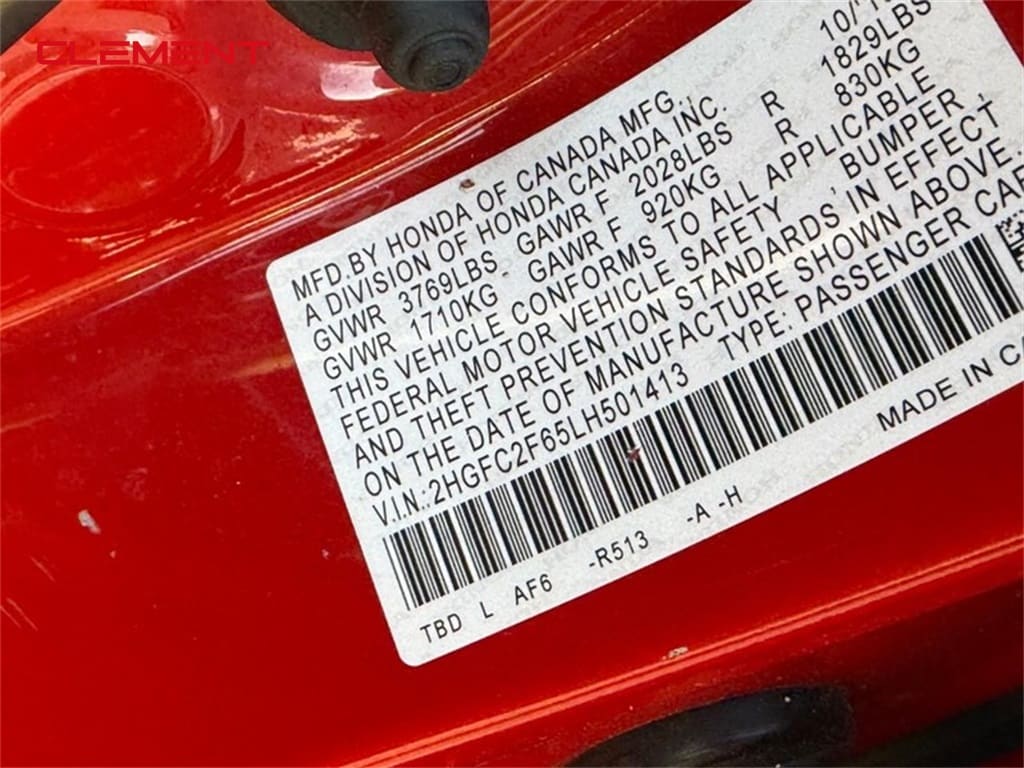 CLEMENT
MFD.BY HONDA OF CANADA MFG., 10/'1
A DIVISION OF HONDA CANADA INC.
GVWR 3769LBS GAWR F 2028LBS R 1829LBS
GVWR 1710KG GAWR F 920KG R 830KG
THIS VEHICLE CONFORMS TO ALL APPLICABLE
FEDERAL MOTOR VEHICLE SAFETY , BUMPER ,
AND THEFT PREVENTION STANDARDS IN EFFECT
ON THE DATE OF MANUFACTURE SHOWN ABOVE.
V.I.N.:2HGFC2F65LH501413 TYPE: PASSENGER CAR
TBD L AF6 -R513 -A -H MADE IN CA